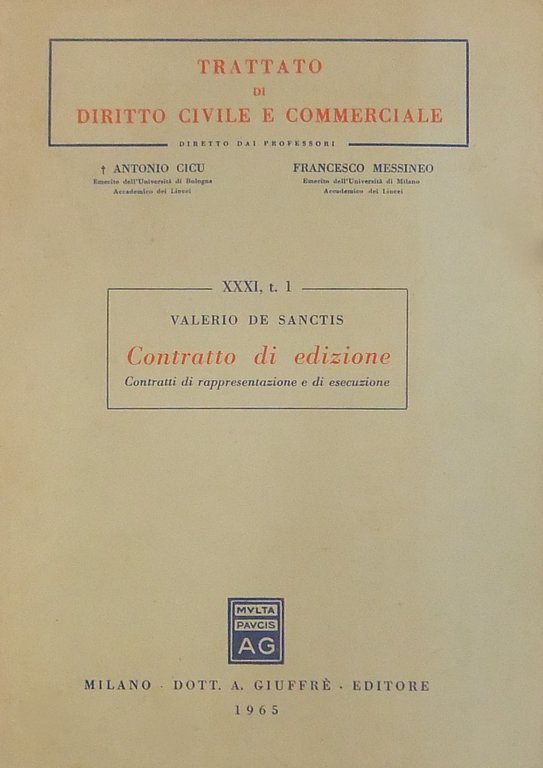 TRATTATO
DI
DIRITTO CIVILE E COMMERCIALE
DIRETTO DAI PROFESSORI
† ANTONIO CICU
Emerito dell'Università di Bologna
Accademico dei Lincei
FRANCESCO MESSINEO
Emerito dell'Università di Milano
Accademico dei Lincei
XXXI, t. 1
VALERIO DE SANCTIS
Contratto di edizione
Contratti di rappresentazione e di esecuzione
MVLTA
PAVCIS
AG
MILANO - DOTT. A. GIUFFRÈ - EDITORE
1965